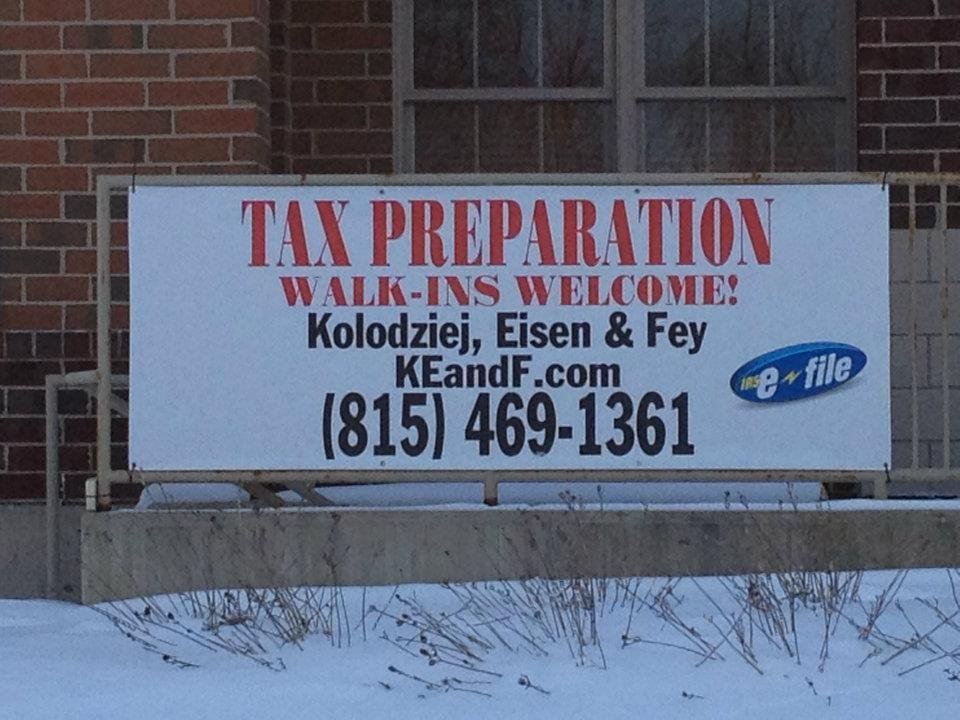 TAX PREPARATION
WALK-INS WELCOME!
Kolodziej, Eisen & Fey
KEandF.com
(815) 469-1361
IRS e file